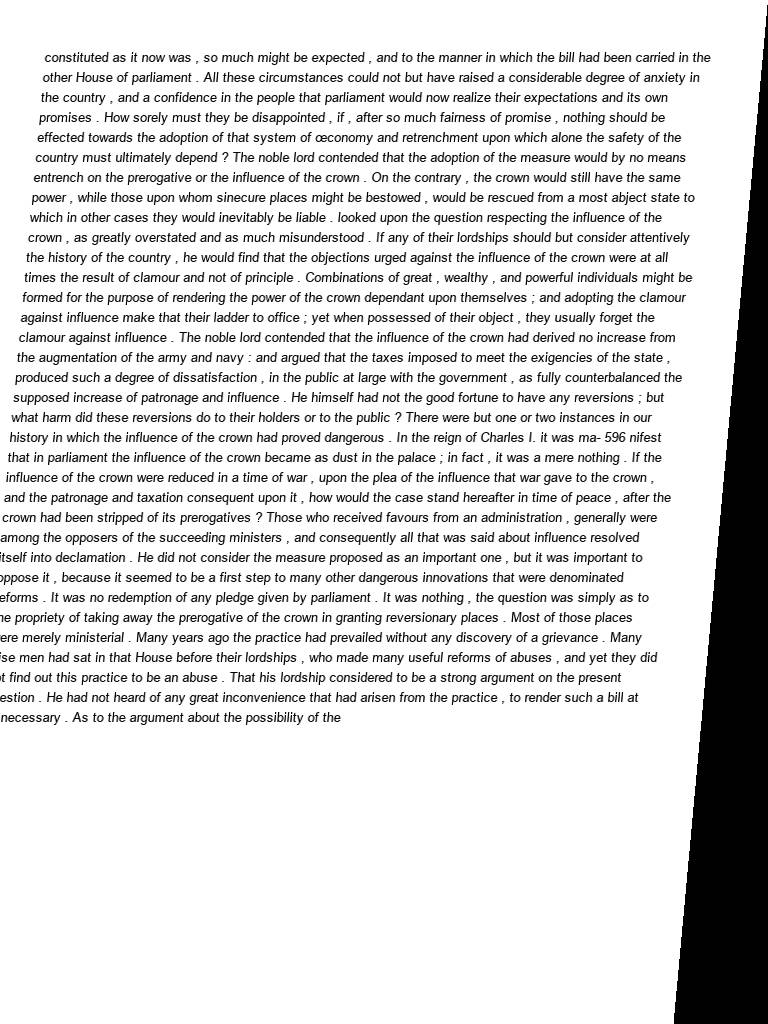 constituted as it now was , so much might be expected , and to the manner in which the bill had been carried in the
other House of parliament . All these circumstances could not but have raised a considerable degree of anxiety in
the country , and a confidence in the people that parliament would now realize their expectations and its own
promises . How sorely must they be disappointed , if , after so much fairness of promise , nothing should be
effected towards the adoption of that system of œconomy and retrenchment upon which alone the safety of the
country must ultimately depend ? The noble lord contended that the adoption of the measure would by no means
entrench on the prerogative or the influence of the crown . On the contrary , the crown would still have the same
power , while those upon whom sinecure places might be bestowed , would be rescued from a most abject state to
which in other cases they would inevitably be liable . looked upon the question respecting the influence of the
crown , as greatly overstated and as much misunderstood . If any of their lordships should but consider attentively
the history of the country , he would find that the objections urged against the influence of the crown were at all
times the result of clamour and not of principle . Combinations of great , wealthy , and powerful individuals might be
formed for the purpose of rendering the power of the crown dependant upon themselves ; and adopting the clamour
against influence make that their ladder to office ; yet when possessed of their object , they usually forget the
clamour against influence . The noble lord contended that the influence of the crown had derived no increase from
the augmentation of the army and navy : and argued that the taxes imposed to meet the exigencies of the state ,
produced such a degree of dissatisfaction , in the public at large with the government , as fully counterbalanced the
supposed increase of patronage and influence . He himself had not the good fortune to have any reversions ; but
what harm did these reversions do to their holders or to the public ? There were but one or two instances in our
history in which the influence of the crown had proved dangerous . In the reign of Charles I. it was ma- 596 nifest
that in parliament the influence of the crown became as dust in the palace ; in fact , it was a mere nothing . If the
influence of the crown were reduced in a time of war , upon the plea of the influence that war gave to the crown ,
and the patronage and taxation consequent upon it , how would the case stand hereafter in time of peace , after the
crown had been stripped of its prerogatives ? Those who received favours from an administration , generally were
among the opposers of the succeeding ministers , and consequently all that was said about influence resolved
itself into declamation . He did not consider the measure proposed as an important one , but it was important to
oppose it , because it seemed to be a first step to many other dangerous innovations that were denominated
eforms . It was no redemption of any pledge given by parliament . It was nothing , the question was simply as to
he propriety of taking away the prerogative of the crown in granting reversionary places . Most of those places
ere merely ministerial . Many years ago the practice had prevailed without any discovery of a grievance . Many
ise men had sat in that House before their lordships , who made many useful reforms of abuses , and yet they did
t find out this practice to be an abuse . That his lordship considered to be a strong argument on the present
estion . He had not heard of any great inconvenience that had arisen from the practice , to render such a bill at
necessary . As to the argument about the possibility of the